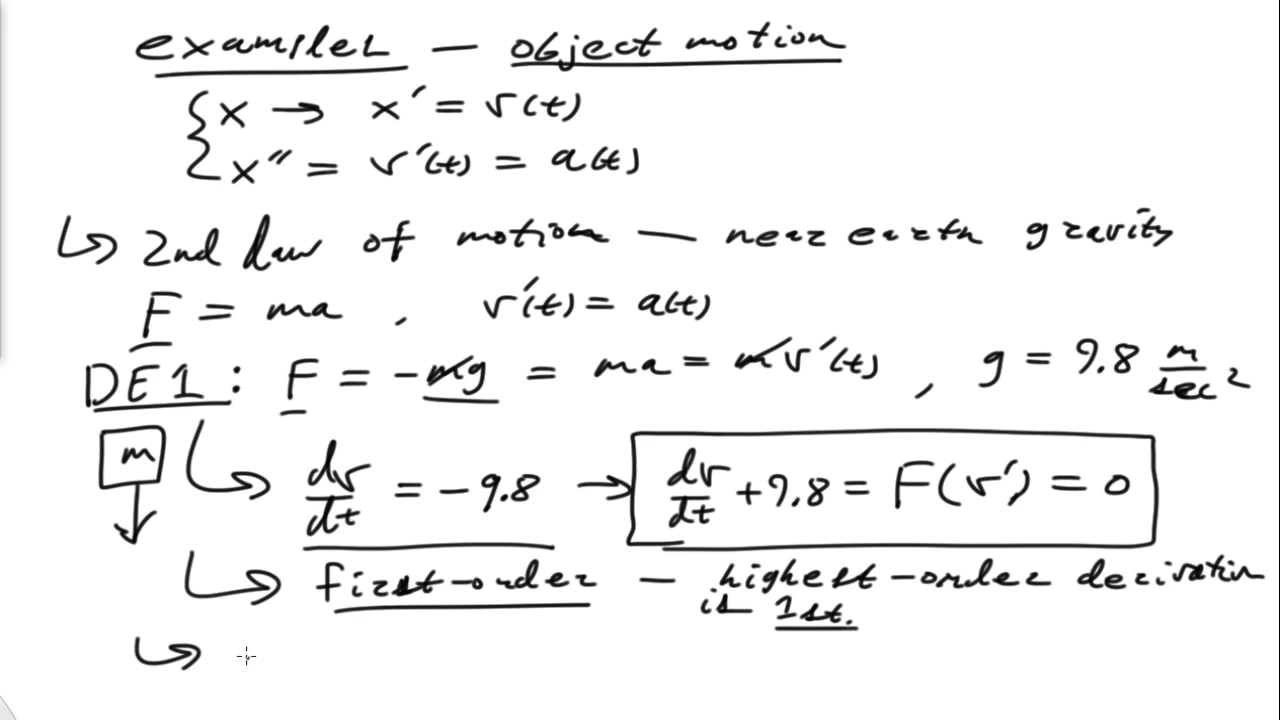 examples — object motion
x → x' = v(t)
x'' = v'(t) = a(t)
↳ 2nd law of motion — near earth gravity
F = ma , v'(t) = a(t)
DE1 : F = -mg = ma = mv'(t) , g = 9.8 m/sec²
m
↳ dv/dt = -9.8 → dv/dt + 9.8 = F(v') = 0
↳ first-order — highest-order derivative
is 1st.
↳